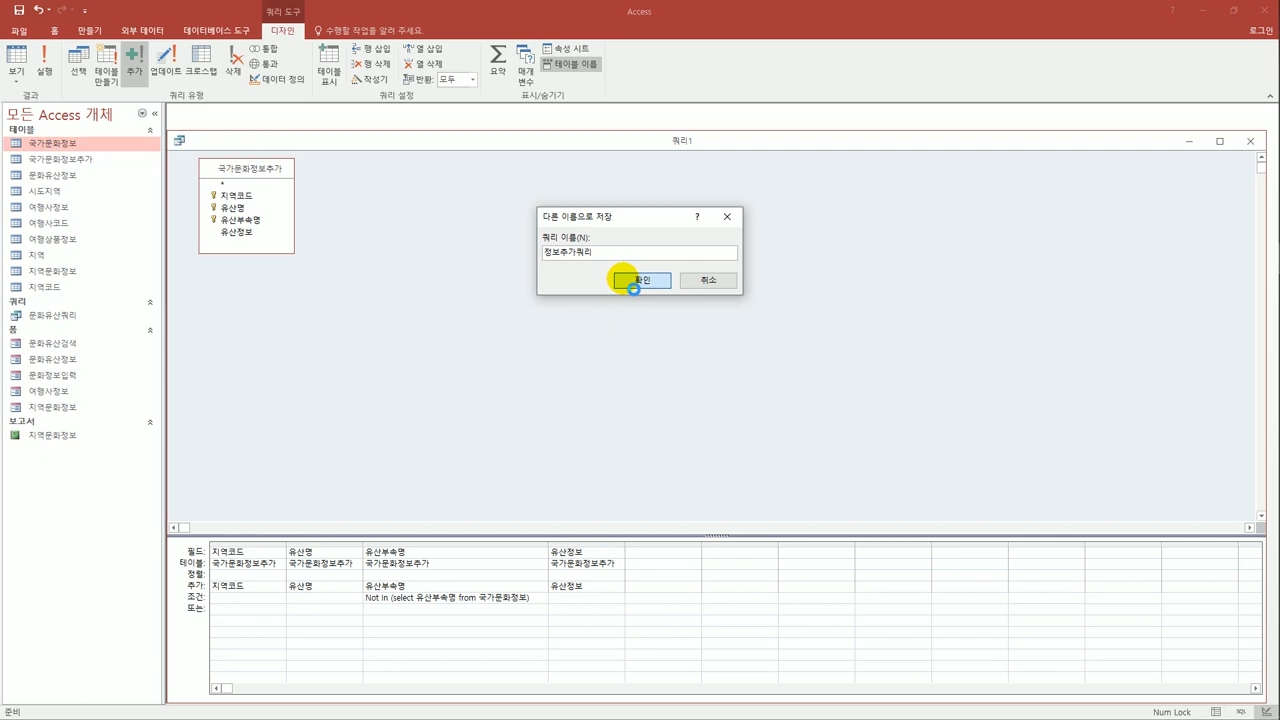 쿼리 도구
Access
파일 홈 만들기 외부 데이터 데이터베이스 도구 디자인 수행할 작업을 알려 주세요. 로그인
보기 실행 선택 테이블 만들기 추가 업데이트 크로스탭 삭제 테이블 표시 요약 매개 변수
통합
통과
데이터 정의
행 삽입
행 삭제
작성기
열 삽입
열 삭제
반환: 모두
속성 시트
테이블 이름
결과 쿼리 유형 쿼리 설정 표시/숨기기
모든 Access 개체
테이블
국가문화정보
국가문화정보추가
문화유산정보
시도지역
여행사정보
여행사코드
여행상품정보
지역
지역문화정보
지역코드
쿼리
문화유산쿼리
폼
문화유산검색
문화유산정보
문화정보입력
여행사정보
지역문화정보
보고서
지역문화정보
쿼리1
국가문화정보추가
*
지역코드
유산명
유산부속명
유산정보
다른 이름으로 저장 ?
쿼리 이름(N):
정보추가쿼리
확인 취소
필드: 지역코드 유산명 유산부속명 유산정보
테이블: 국가문화정보추가 국가문화정보추가 국가문화정보추가 국가문화정보추가
정렬:
추가: 지역코드 유산명 유산부속명 유산정보
조건: Not In (select 유산부속명 from 국가문화정보)
또는:
준비 Num Lock SQL